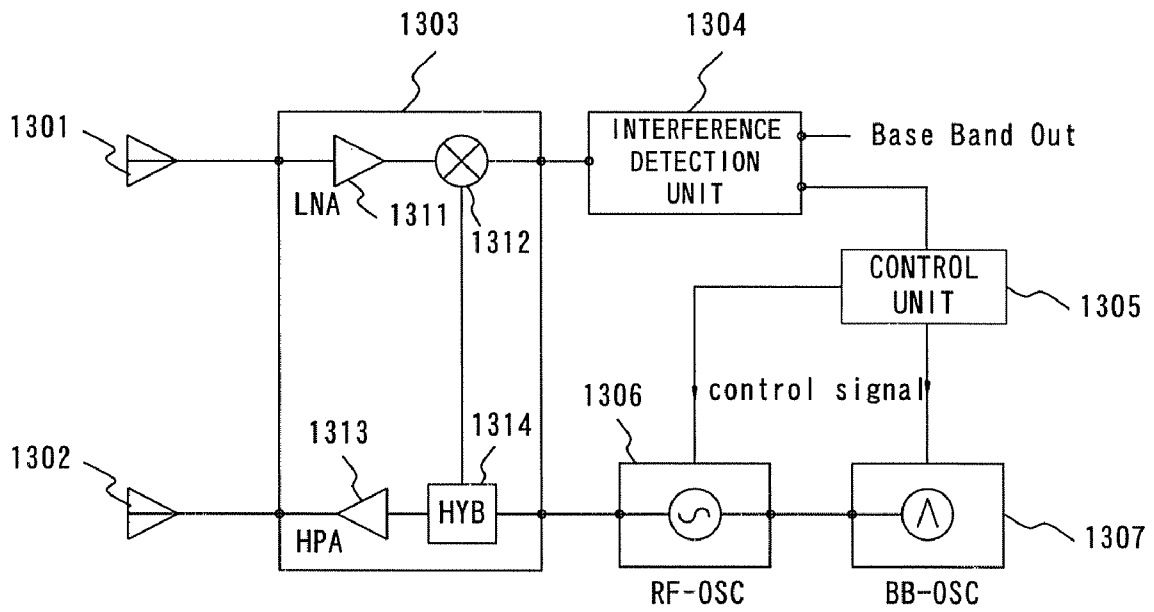 1303
1304
1301
INTERFERENCE
DETECTION
UNIT
Base Band Out
LNA
1311
1312
CONTROL
UNIT
1305
control signal
1306
1302
1313
1314
HYB
HPA
1307
RF-OSC
BB-OSC